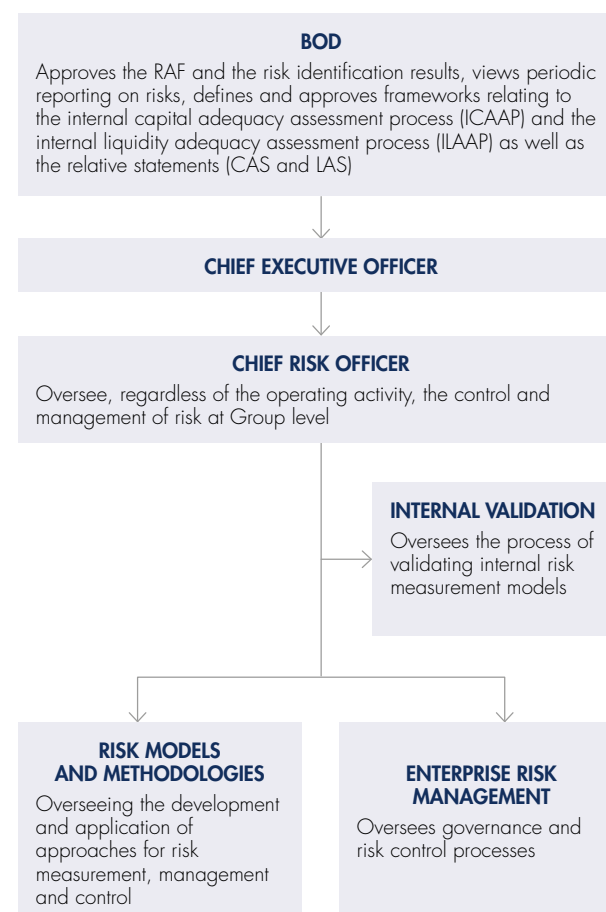 BOD
Approves the RAF and the risk identification results, views periodic
reporting on risks, defines and approves frameworks relating to
the internal capital adequacy assessment process (ICAAP) and the
internal liquidity adequacy assessment process (ILAAP) as well as
the relative statements (CAS and LAS)
CHIEF EXECUTIVE OFFICER
CHIEF RISK OFFICER
Oversee, regardless of the operating activity, the control and
management of risk at Group level
INTERNAL VALIDATION
Oversees the process of
validating internal risk
measurement models
RISK MODELS
AND METHODOLOGIES
Overseeing the development
and application of
approaches for risk
measurement, management
and control
ENTERPRISE RISK
MANAGEMENT
Oversees governance and
risk control processes